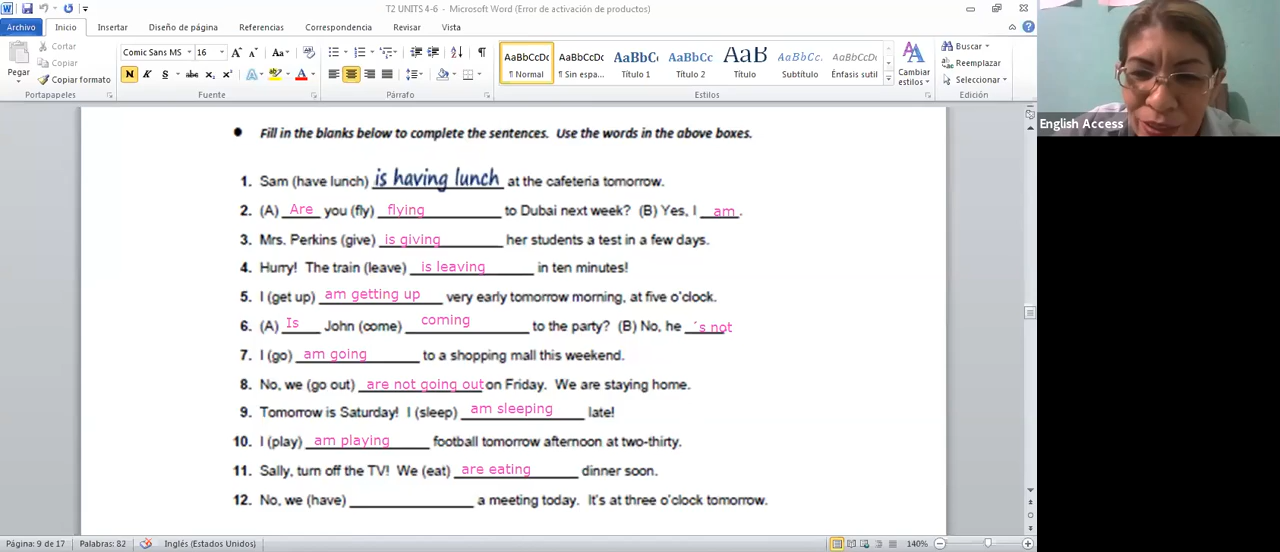 T2 UNITS 4-6 - Microsoft Word (Error de activación de productos)
Archivo Inicio Insertar Diseño de página Referencias Correspondencia Revisar Vista
Cortar
Copiar
Copiar formato
Pegar
Comic Sans MS 16
Portapapeles Fuente Párrafo Estilos Edición
AaBbCcDc AaBbCcDc AaBbC AaBbCc AaB AaBbCc. AaBbCcDc
¶ Normal ¶ Sin espa... Título 1 Título 2 Título Subtítulo Énfasis sutil
Cambiar estilos
Buscar
Reemplazar
Seleccionar
English Access
• Fill in the blanks below to complete the sentences. Use the words in the above boxes.
1. Sam (have lunch) is having lunch at the cafeteria tomorrow.
2. (A) Are you (fly) flying to Dubai next week? (B) Yes, I am.
3. Mrs. Perkins (give) is giving her students a test in a few days.
4. Hurry! The train (leave) is leaving in ten minutes!
5. I (get up) am getting up very early tomorrow morning, at five o'clock.
6. (A) Is John (come) coming to the party? (B) No, he ´s not
7. I (go) am going to a shopping mall this weekend.
8. No, we (go out) are not going out on Friday. We are staying home.
9. Tomorrow is Saturday! I (sleep) am sleeping late!
10. I (play) am playing football tomorrow afternoon at two-thirty.
11. Sally, turn off the TV! We (eat) are eating dinner soon.
12. No, we (have) a meeting today. It's at three o'clock tomorrow.
Página: 9 de 17 Palabras: 82 Inglés (Estados Unidos) 140%